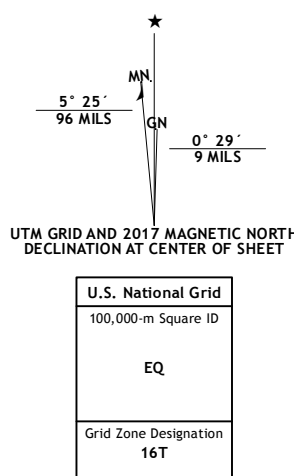 ★
MN.
5° 25´
96 MILS
GN
0° 29´
9 MILS
UTM GRID AND 2017 MAGNETIC NORTH
DECLINATION AT CENTER OF SHEET
U.S. National Grid
100,000-m Square ID
EQ
Grid Zone Designation
16T